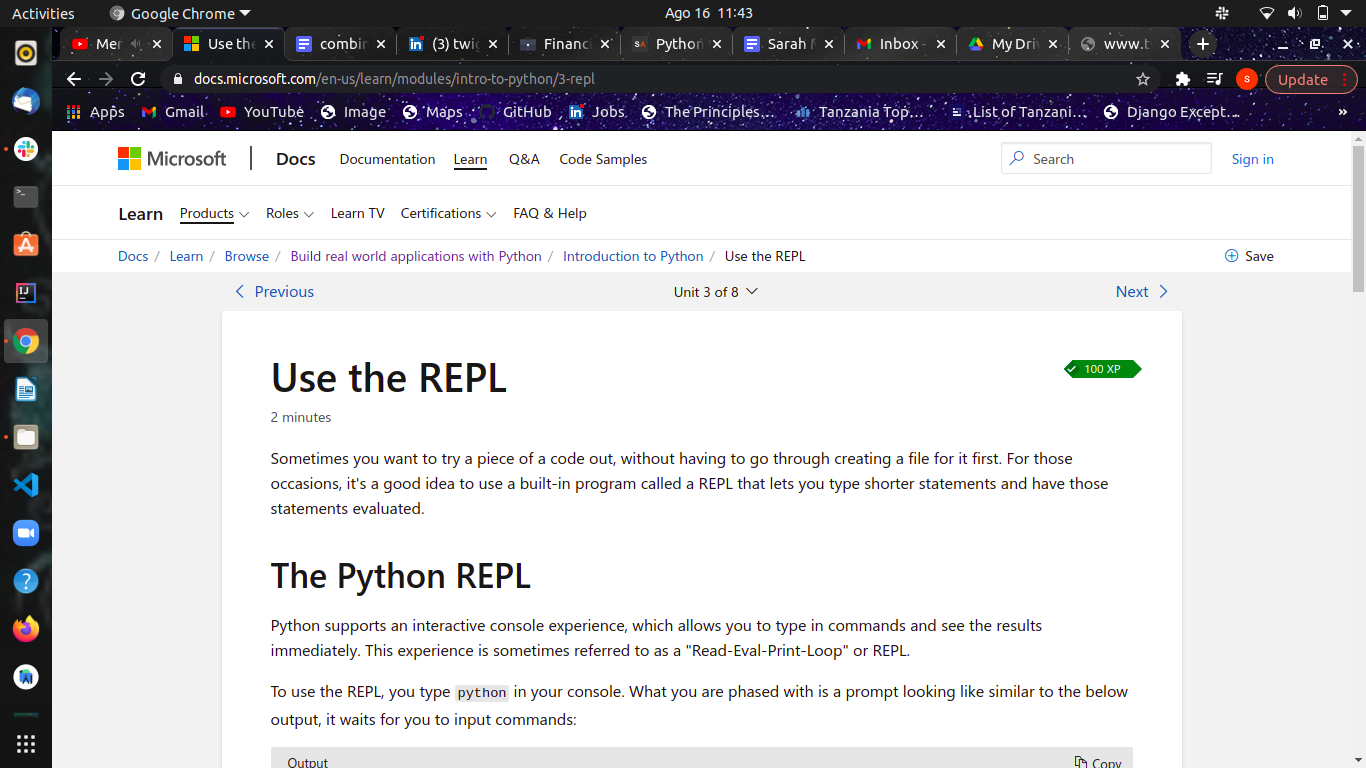 Activities
Google Chrome
Ago 16 11:43
Mer
Use the
combin
(3) twig
Financi
Python
Sarah
Inbox -
My Driv
www.t
docs.microsoft.com/en-us/learn/modules/intro-to-python/3-repl
S
Update
Apps
Gmail
YouTube
Image
Maps
GitHub
Jobs
The Principles...
Tanzania Top...
List of Tanzani...
Django Except...
»
Microsoft
Docs
Documentation
Learn
Q&A
Code Samples
Search
Sign in
Learn
Products
Roles
Learn TV
Certifications
FAQ & Help
Docs / Learn / Browse / Build real world applications with Python / Introduction to Python / Use the REPL
Save
Previous
Unit 3 of 8
Next
Use the REPL
100 XP
2 minutes
Sometimes you want to try a piece of a code out, without having to go through creating a file for it first. For those
occasions, it's a good idea to use a built-in program called a REPL that lets you type shorter statements and have those
statements evaluated.
The Python REPL
Python supports an interactive console experience, which allows you to type in commands and see the results
immediately. This experience is sometimes referred to as a "Read-Eval-Print-Loop" or REPL.
To use the REPL, you type python in your console. What you are phased with is a prompt looking like similar to the below
output, it waits for you to input commands:
Output
Copy